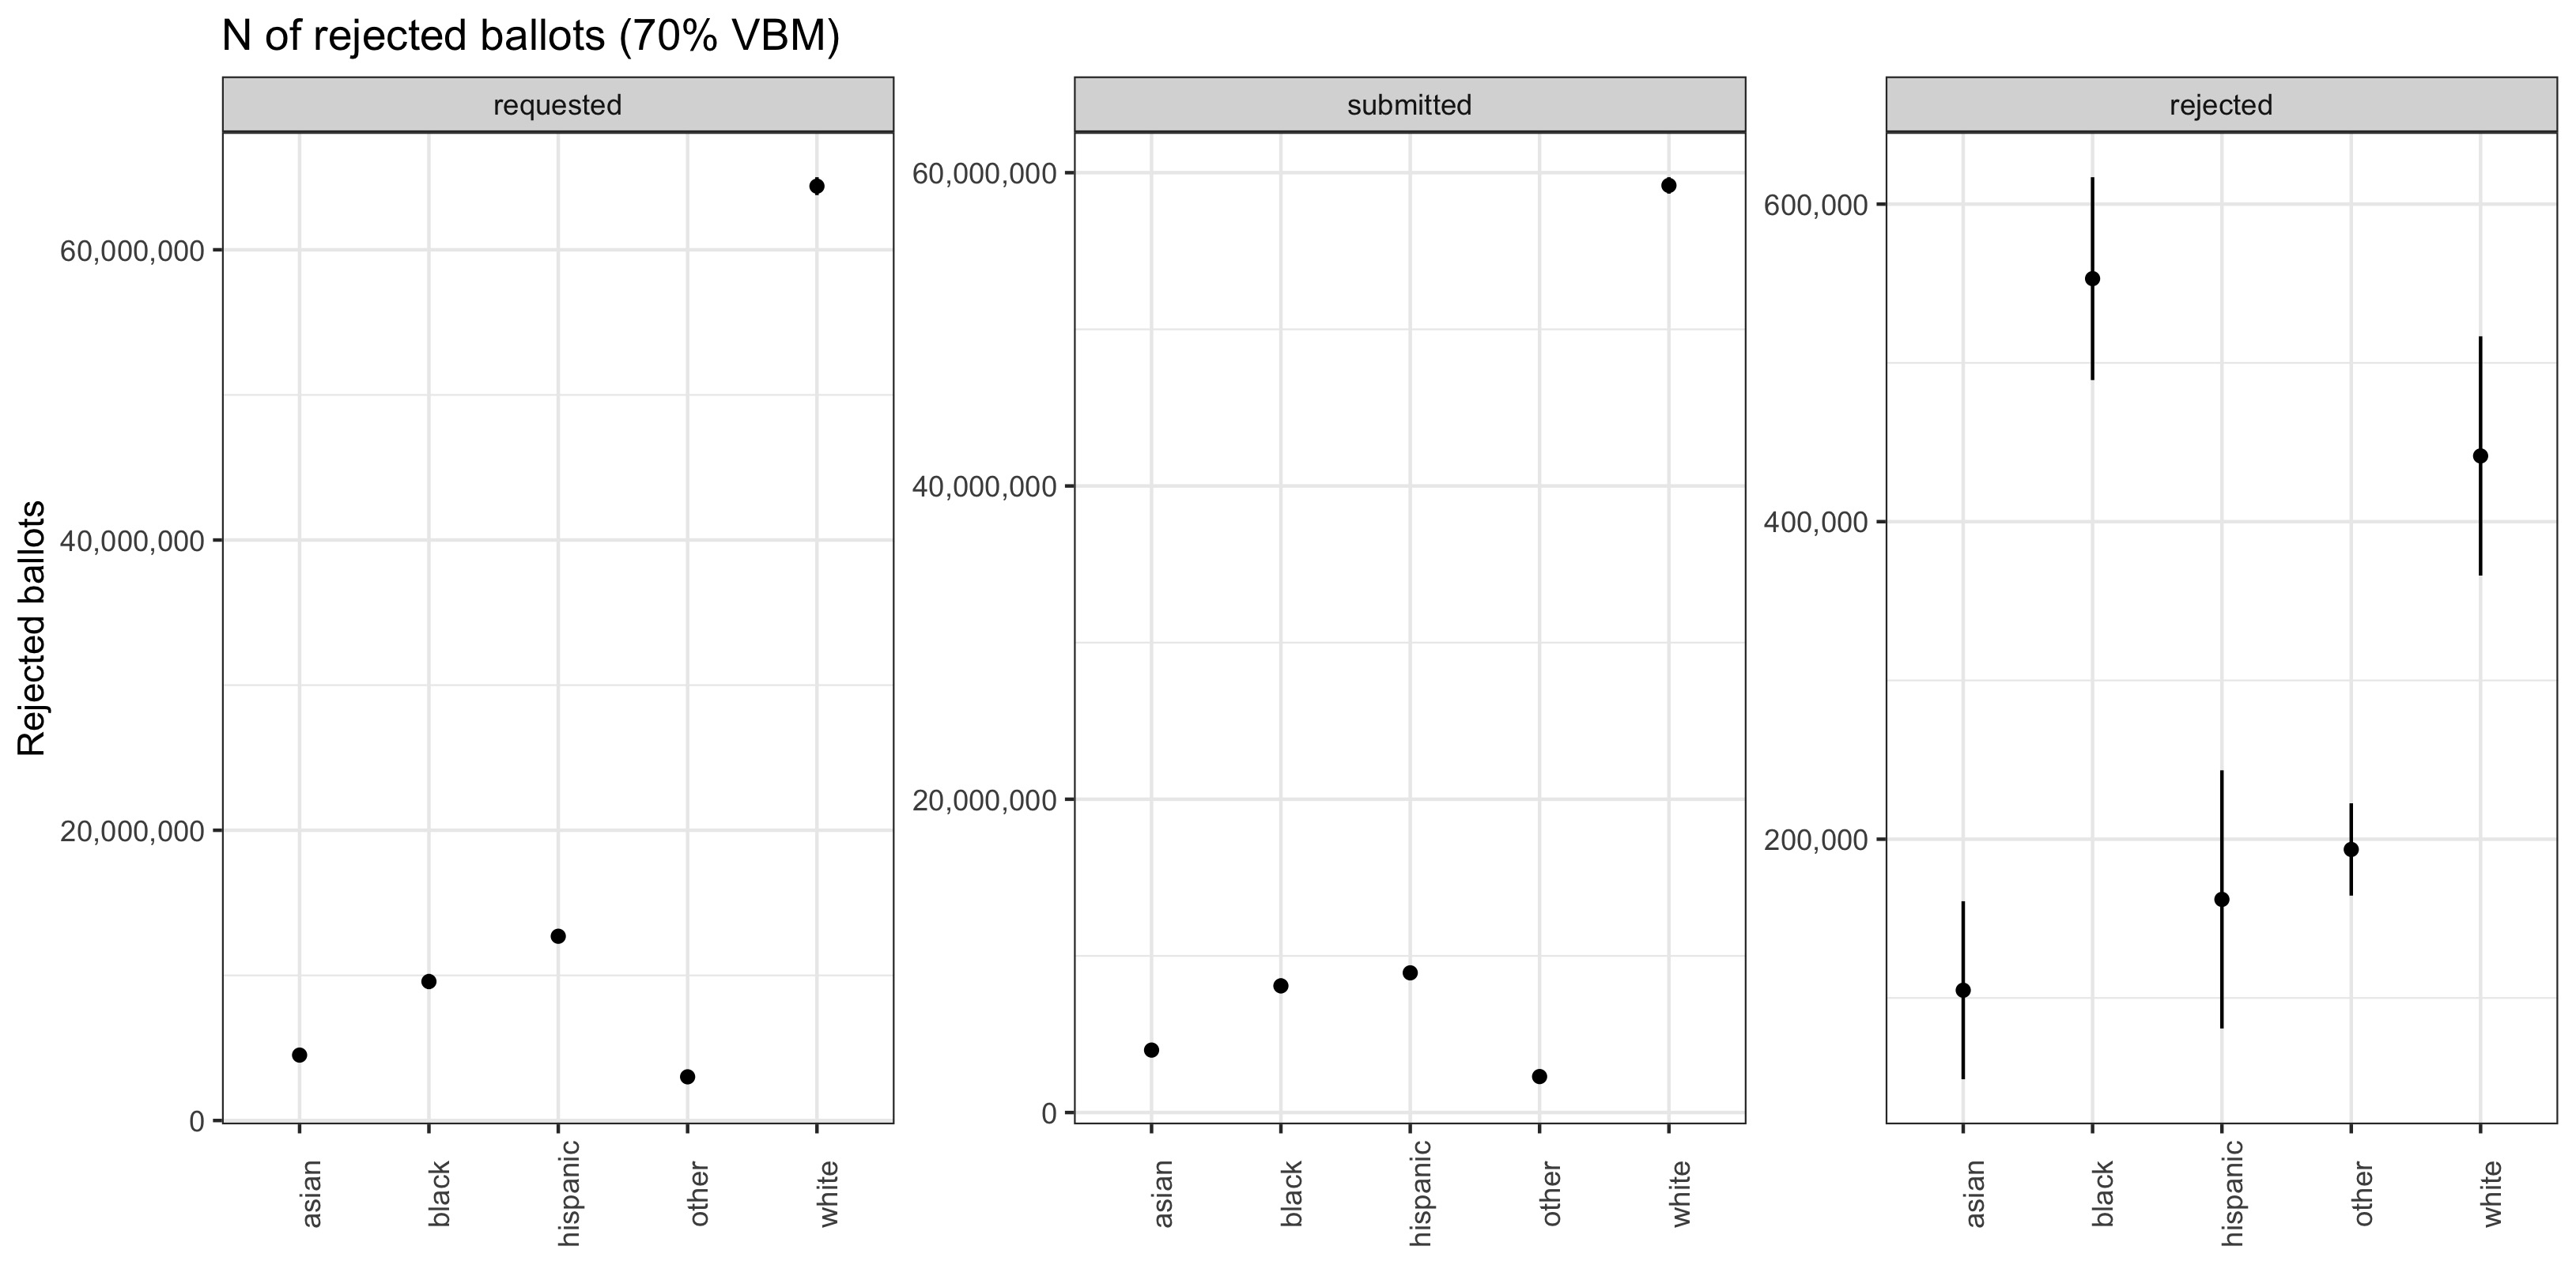 N of rejected ballots (70% VBM)
requested
submitted
rejected
Rejected ballots
60,000,000
40,000,000
20,000,000
0
60,000,000
40,000,000
20,000,000
0
600,000
400,000
200,000
asian
black
hispanic
other
white
asian
black
hispanic
other
white
asian
black
hispanic
other
white